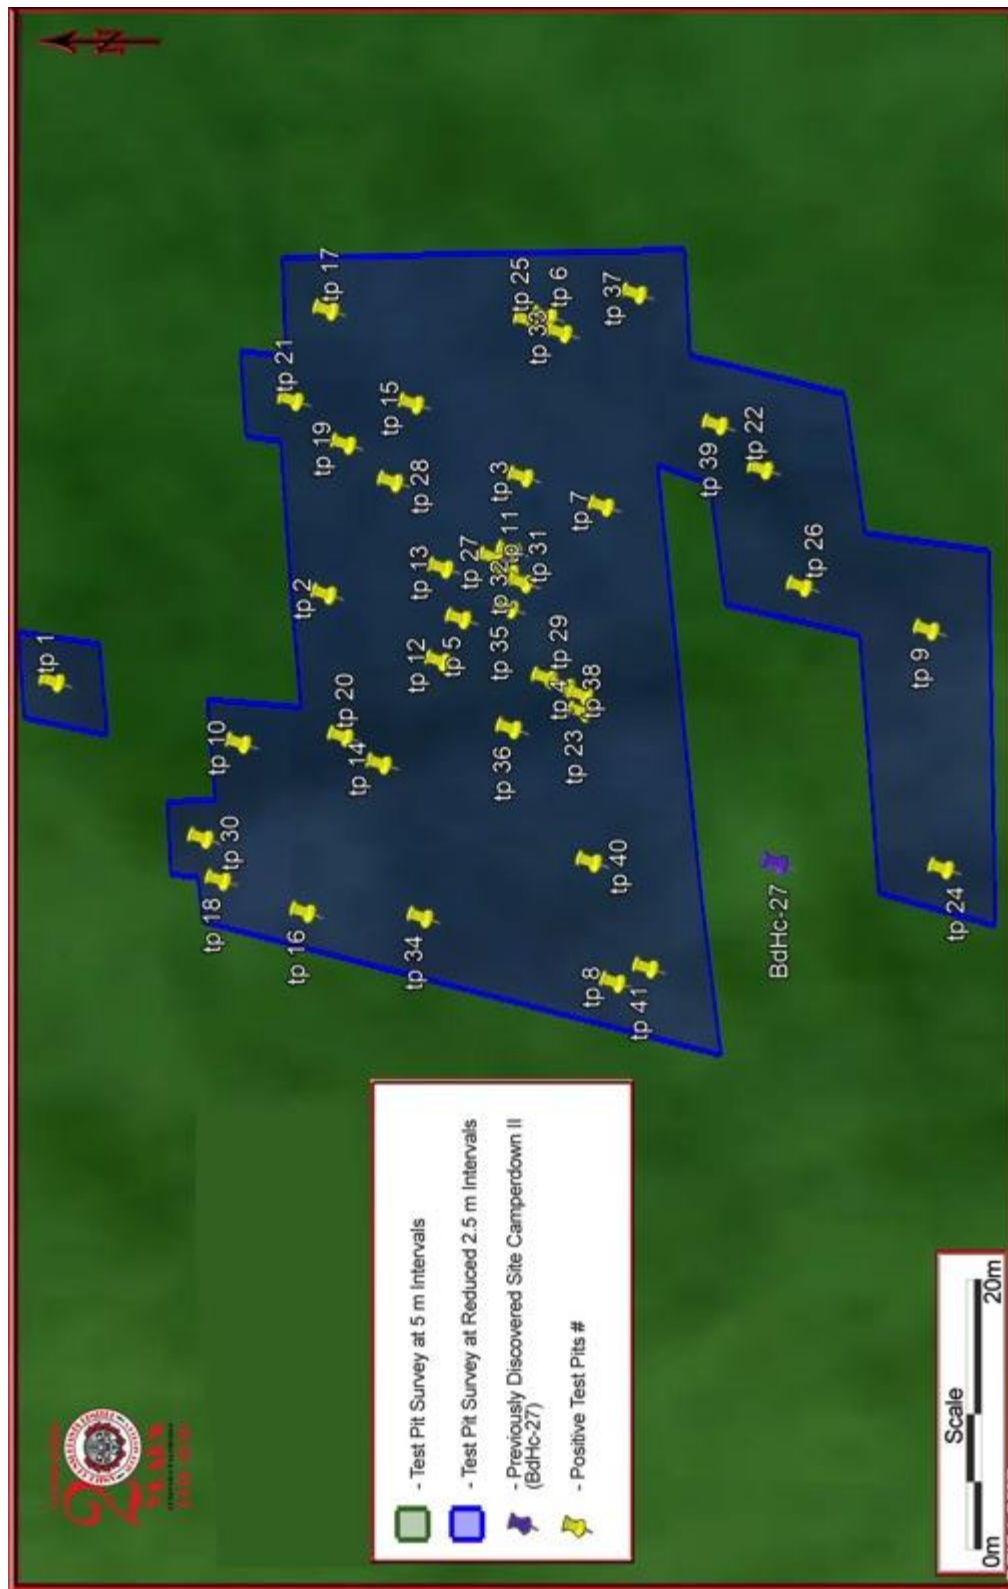 N
tp 1
tp 10
tp 30
tp 18
tp 16
tp 34
tp 20
tp 14
tp 2
tp 21
tp 17
tp 19
tp 15
tp 28
tp 13
tp 12
tp 5
tp 27
tp 3
tp 11
tp 32
tp 31
tp 35
tp 29
tp 4
tp 38
tp 36
tp 23
tp 7
tp 25
tp 6
tp 33
tp 37
tp 39
tp 22
tp 26
tp 9
tp 24
tp 40
tp 8
tp 41
BdHc-27
- Test Pit Survey at 5 m Intervals
- Test Pit Survey at Reduced 2.5 m Intervals
- Previously Discovered Site Camperdown II
(BdHc-27)
- Positive Test Pits #
Scale
0m
20m